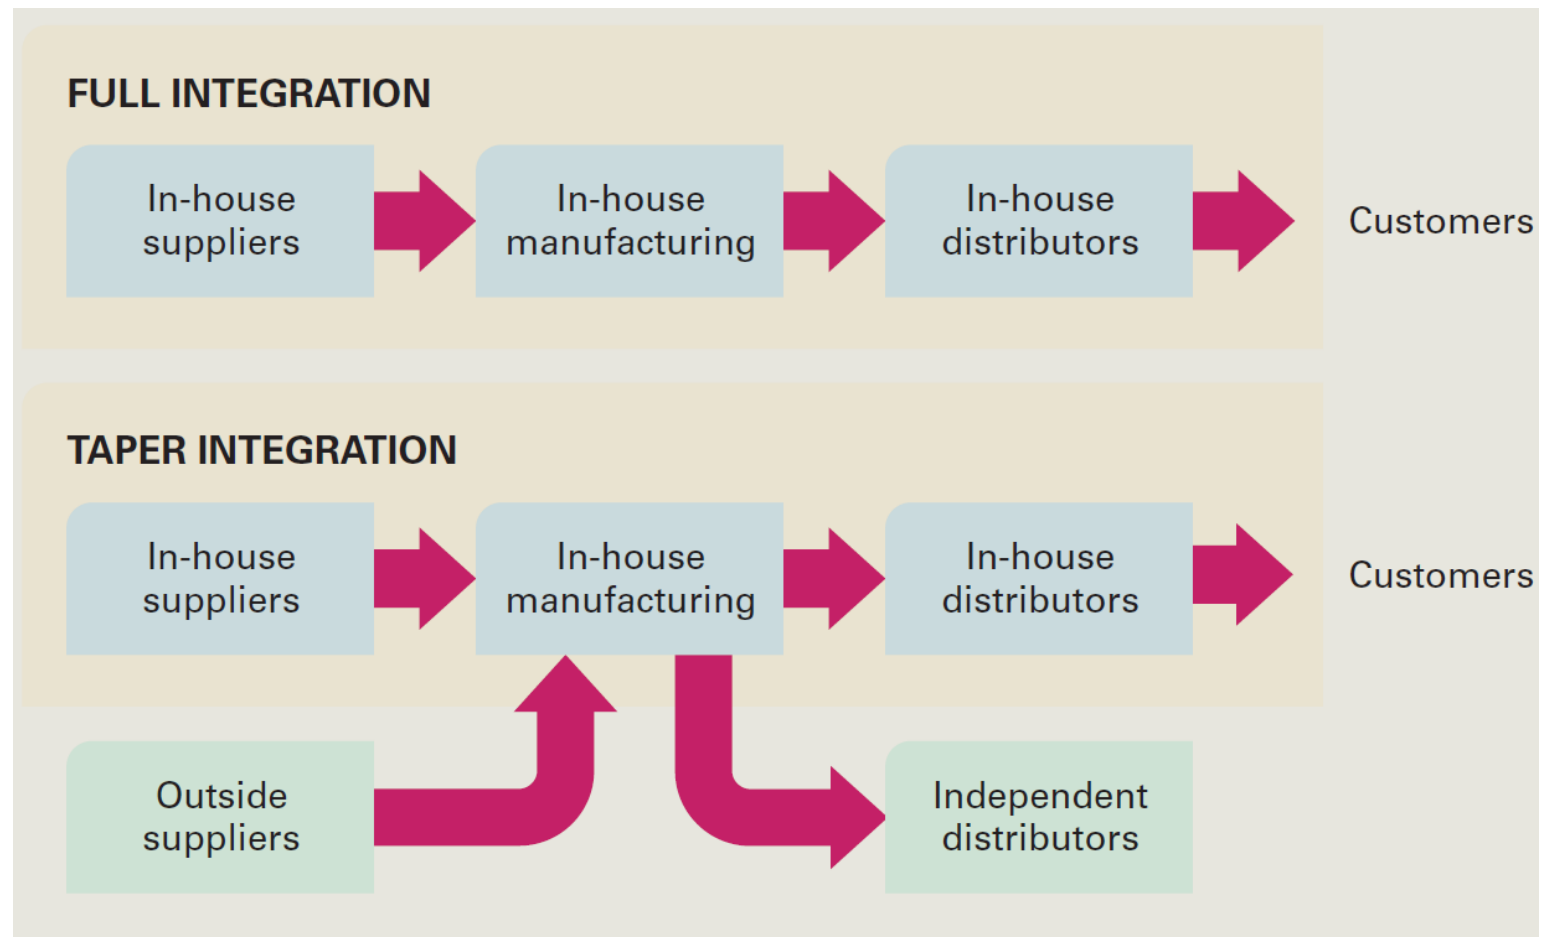 FULL INTEGRATION
In-house
suppliers
In-house
manufacturing
In-house
distributors
Customers
TAPER INTEGRATION
In-house
suppliers
In-house
manufacturing
In-house
distributors
Customers
Outside
suppliers
Independent
distributors